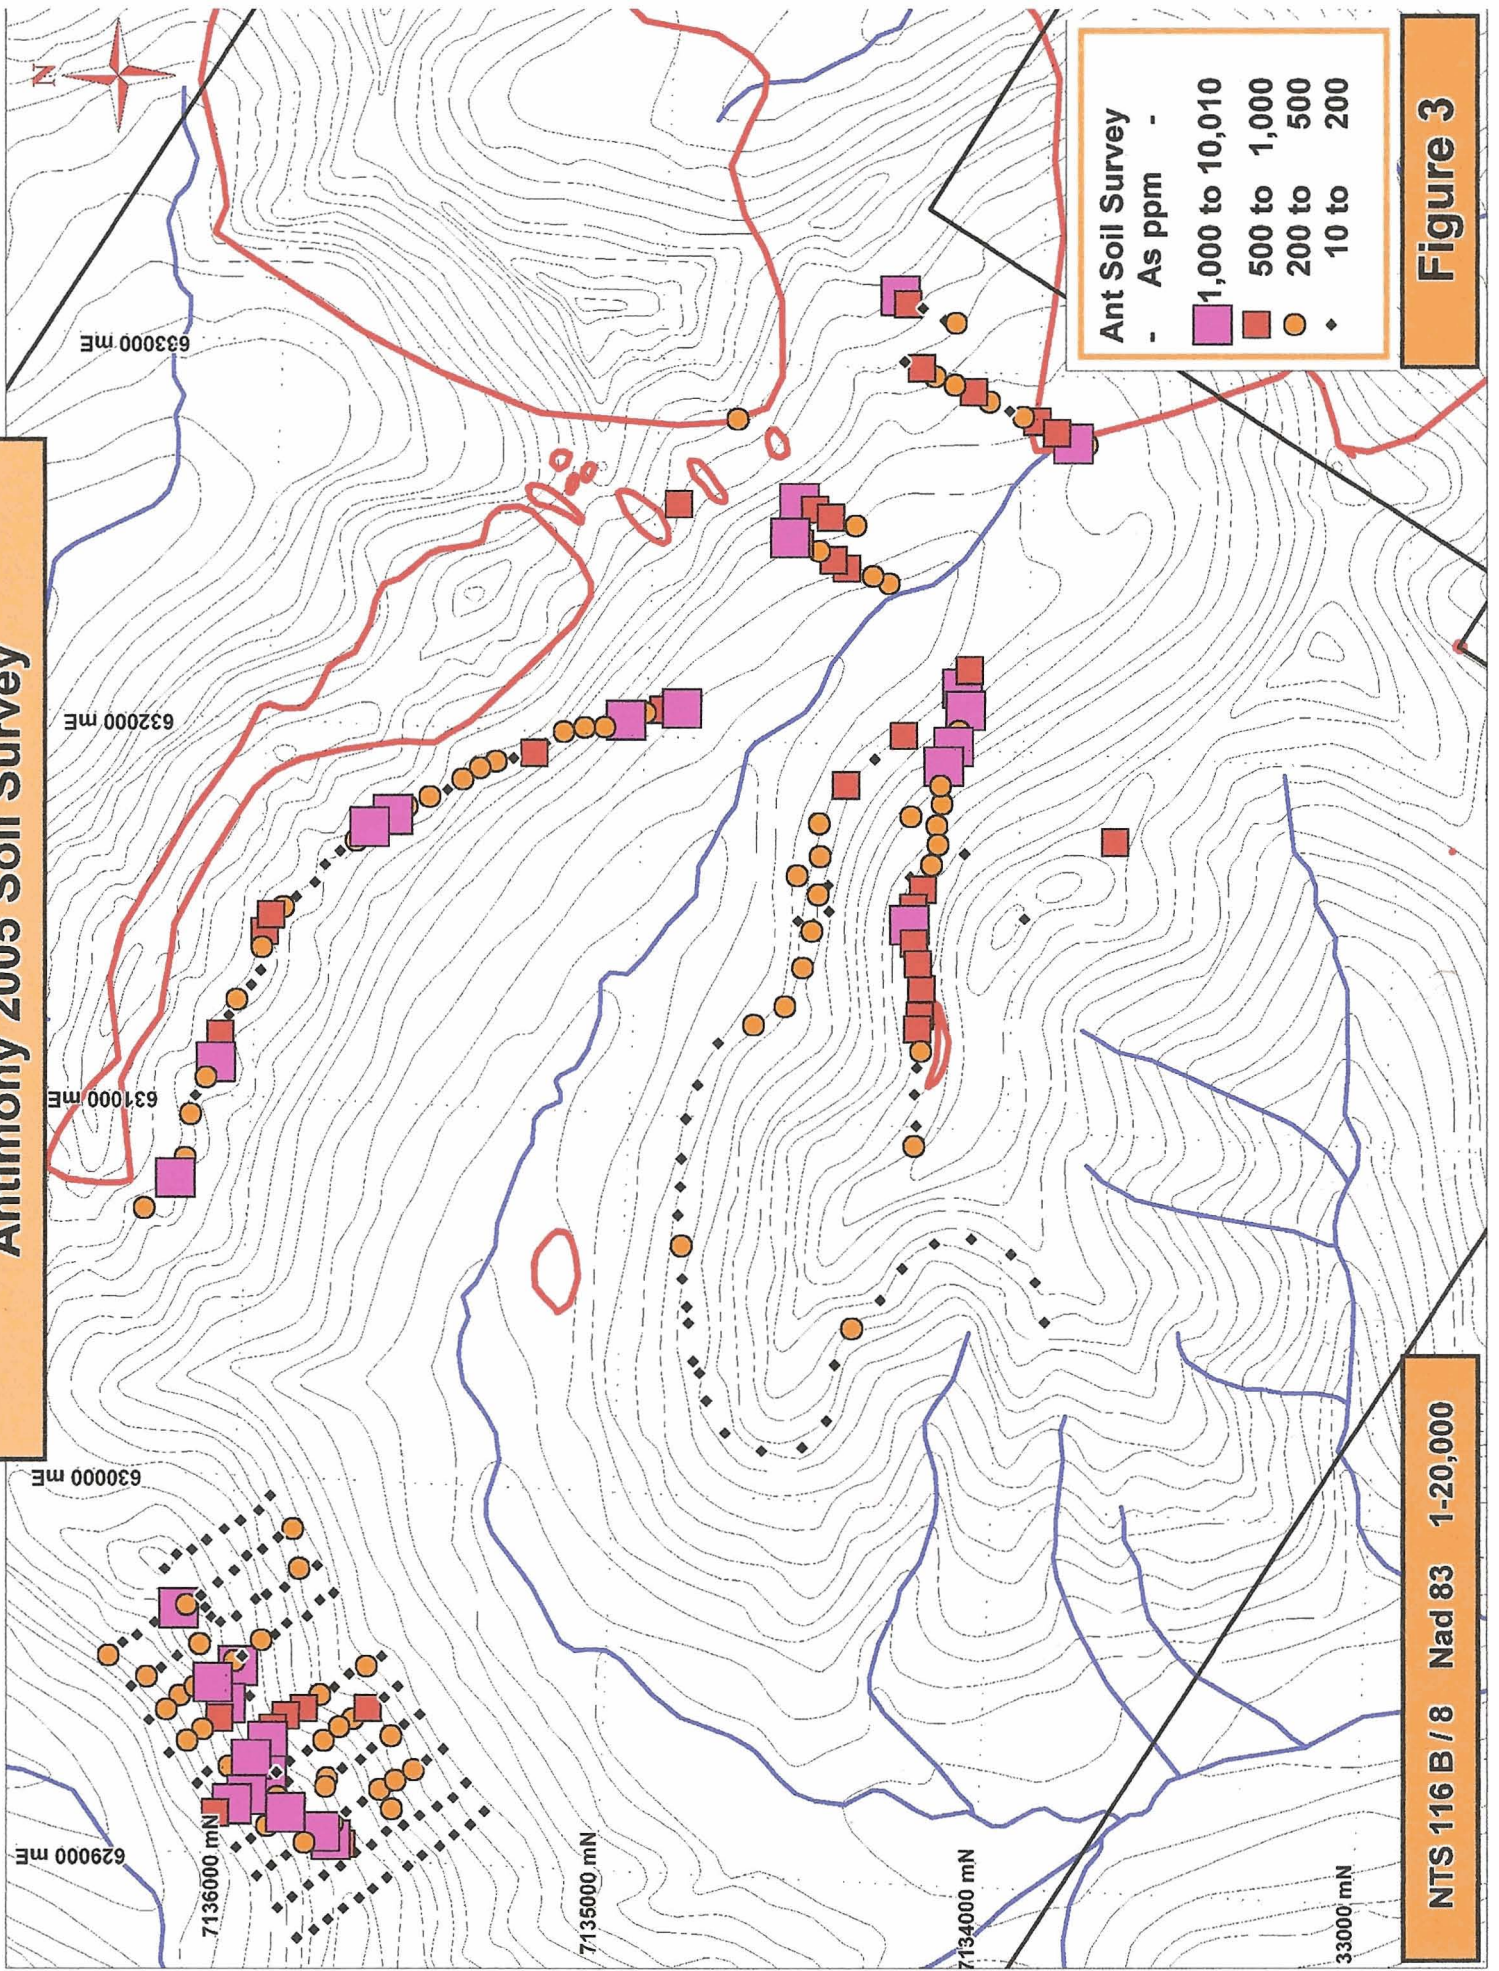 Antimony 2005 Soil Survey
N
633000 mE
632000 mE
631000 mE
630000 mE
629000 mE
7136000 mN
7135000 mN
7134000 mN
33000 mN
Ant Soil Survey
- As ppm -
1,000 to 10,010
500 to 1,000
200 to 500
10 to 200
Figure 3
NTS 116 B / 8 Nad 83 1-20,000